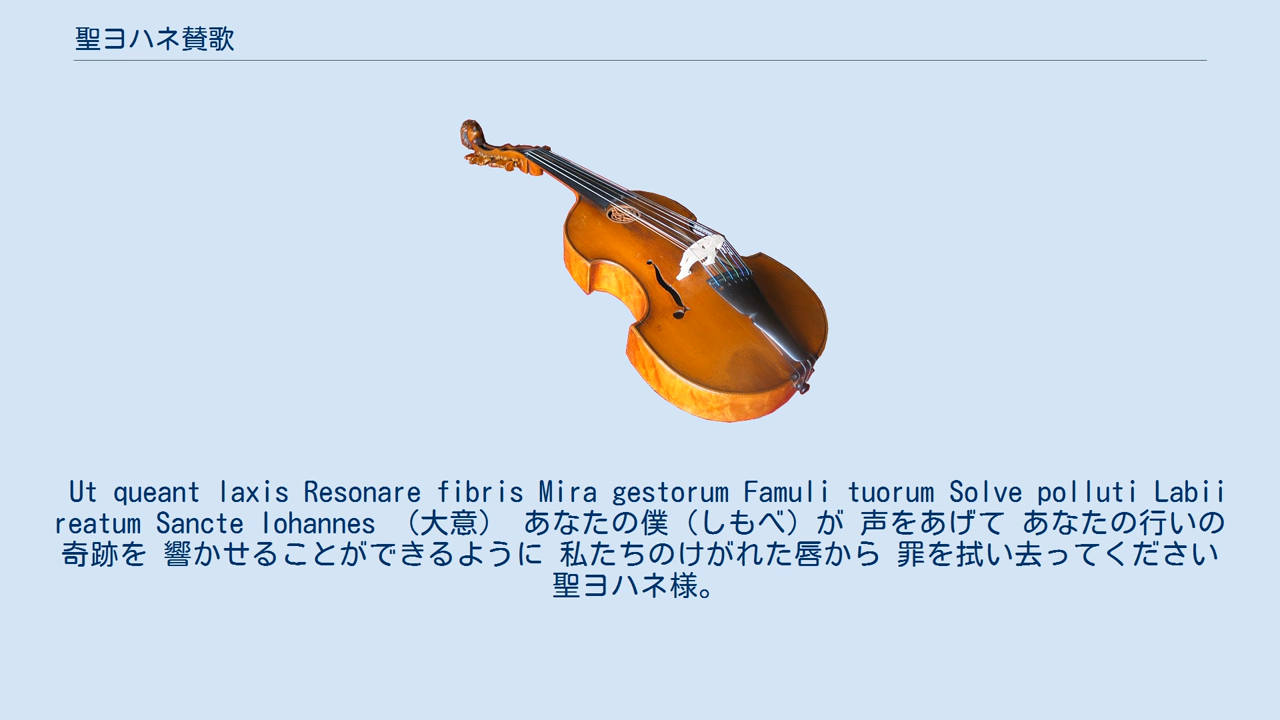 聖ヨハネ賛歌
Ut queant laxis Resonare fibris Mira gestorum Famuli tuorum Solve polluti Labii
reatum Sancte Iohannes （大意） あなたの僕（しもべ）が 声をあげて あなたの行いの
奇跡を 響かせることができるように 私たちのけがれた唇から 罪を拭い去ってください
聖ヨハネ様。